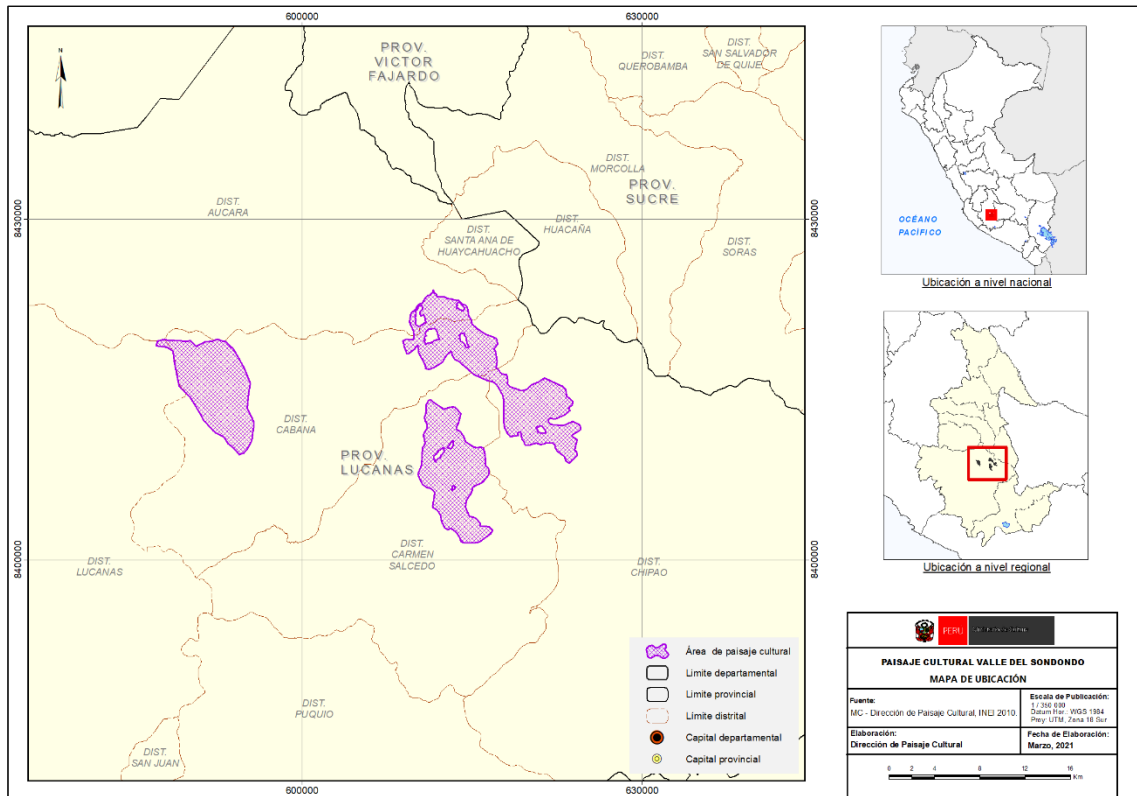 600000
630000
N
PROV.
VICTOR
FAJARDO
DIST.
QUEROBAMBA
DIST.
SAN SALVADOR
DE QUIJE
DIST.
MORCOLLA
PROV.
SUCRE
DIST.
AUCARA
8430000
8430000
DIST.
SANTA ANA DE
HUAYCAHUACHO
DIST.
HUACAÑA
DIST.
SORAS
DIST.
CABANA
PROV.
LUCANAS
DIST.
LUCANAS
DIST.
CARMEN
SALCEDO
DIST.
CHIPAO
8400000
8400000
DIST.
PUQUIO
DIST.
SAN JUAN
Área de paisaje cultural
Limite departamental
Limite provincial
Limite distrital
Capital departamental
Capital provincial
600000
630000
OCÉANO
PACÍFICO
Ubicación a nivel nacional
Ubicación a nivel regional
PERU
PAISAJE CULTURAL VALLE DEL SONDONDO
MAPA DE UBICACIÓN
Fuente:
MC - Dirección de Paisaje Cultural, INEI 2010.
Escala de Publicación:
1 / 350 000
Datum Hor.: WGS 1984
Proy: UTM, Zona 18 Sur
Elaboración:
Dirección de Paisaje Cultural
Fecha de Elaboración:
Marzo, 2021
0 2 4 8 12 16
Km